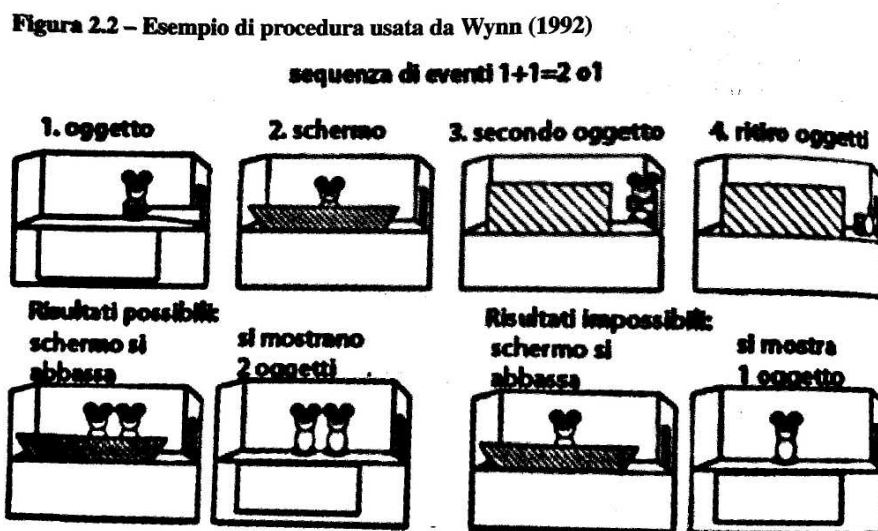 Figura 2.2 – Esempio di procedura usata da Wynn (1992)
sequenza di eventi 1+1=2 o1
1. oggetto
2. schermo
3. secondo oggetto
4. ritiro oggetti
Risultati possibili:
schermo si
abbassa
si mostrano
2 oggetti
Risultati impossibili:
schermo si
abbassa
si mostra
1 oggetto